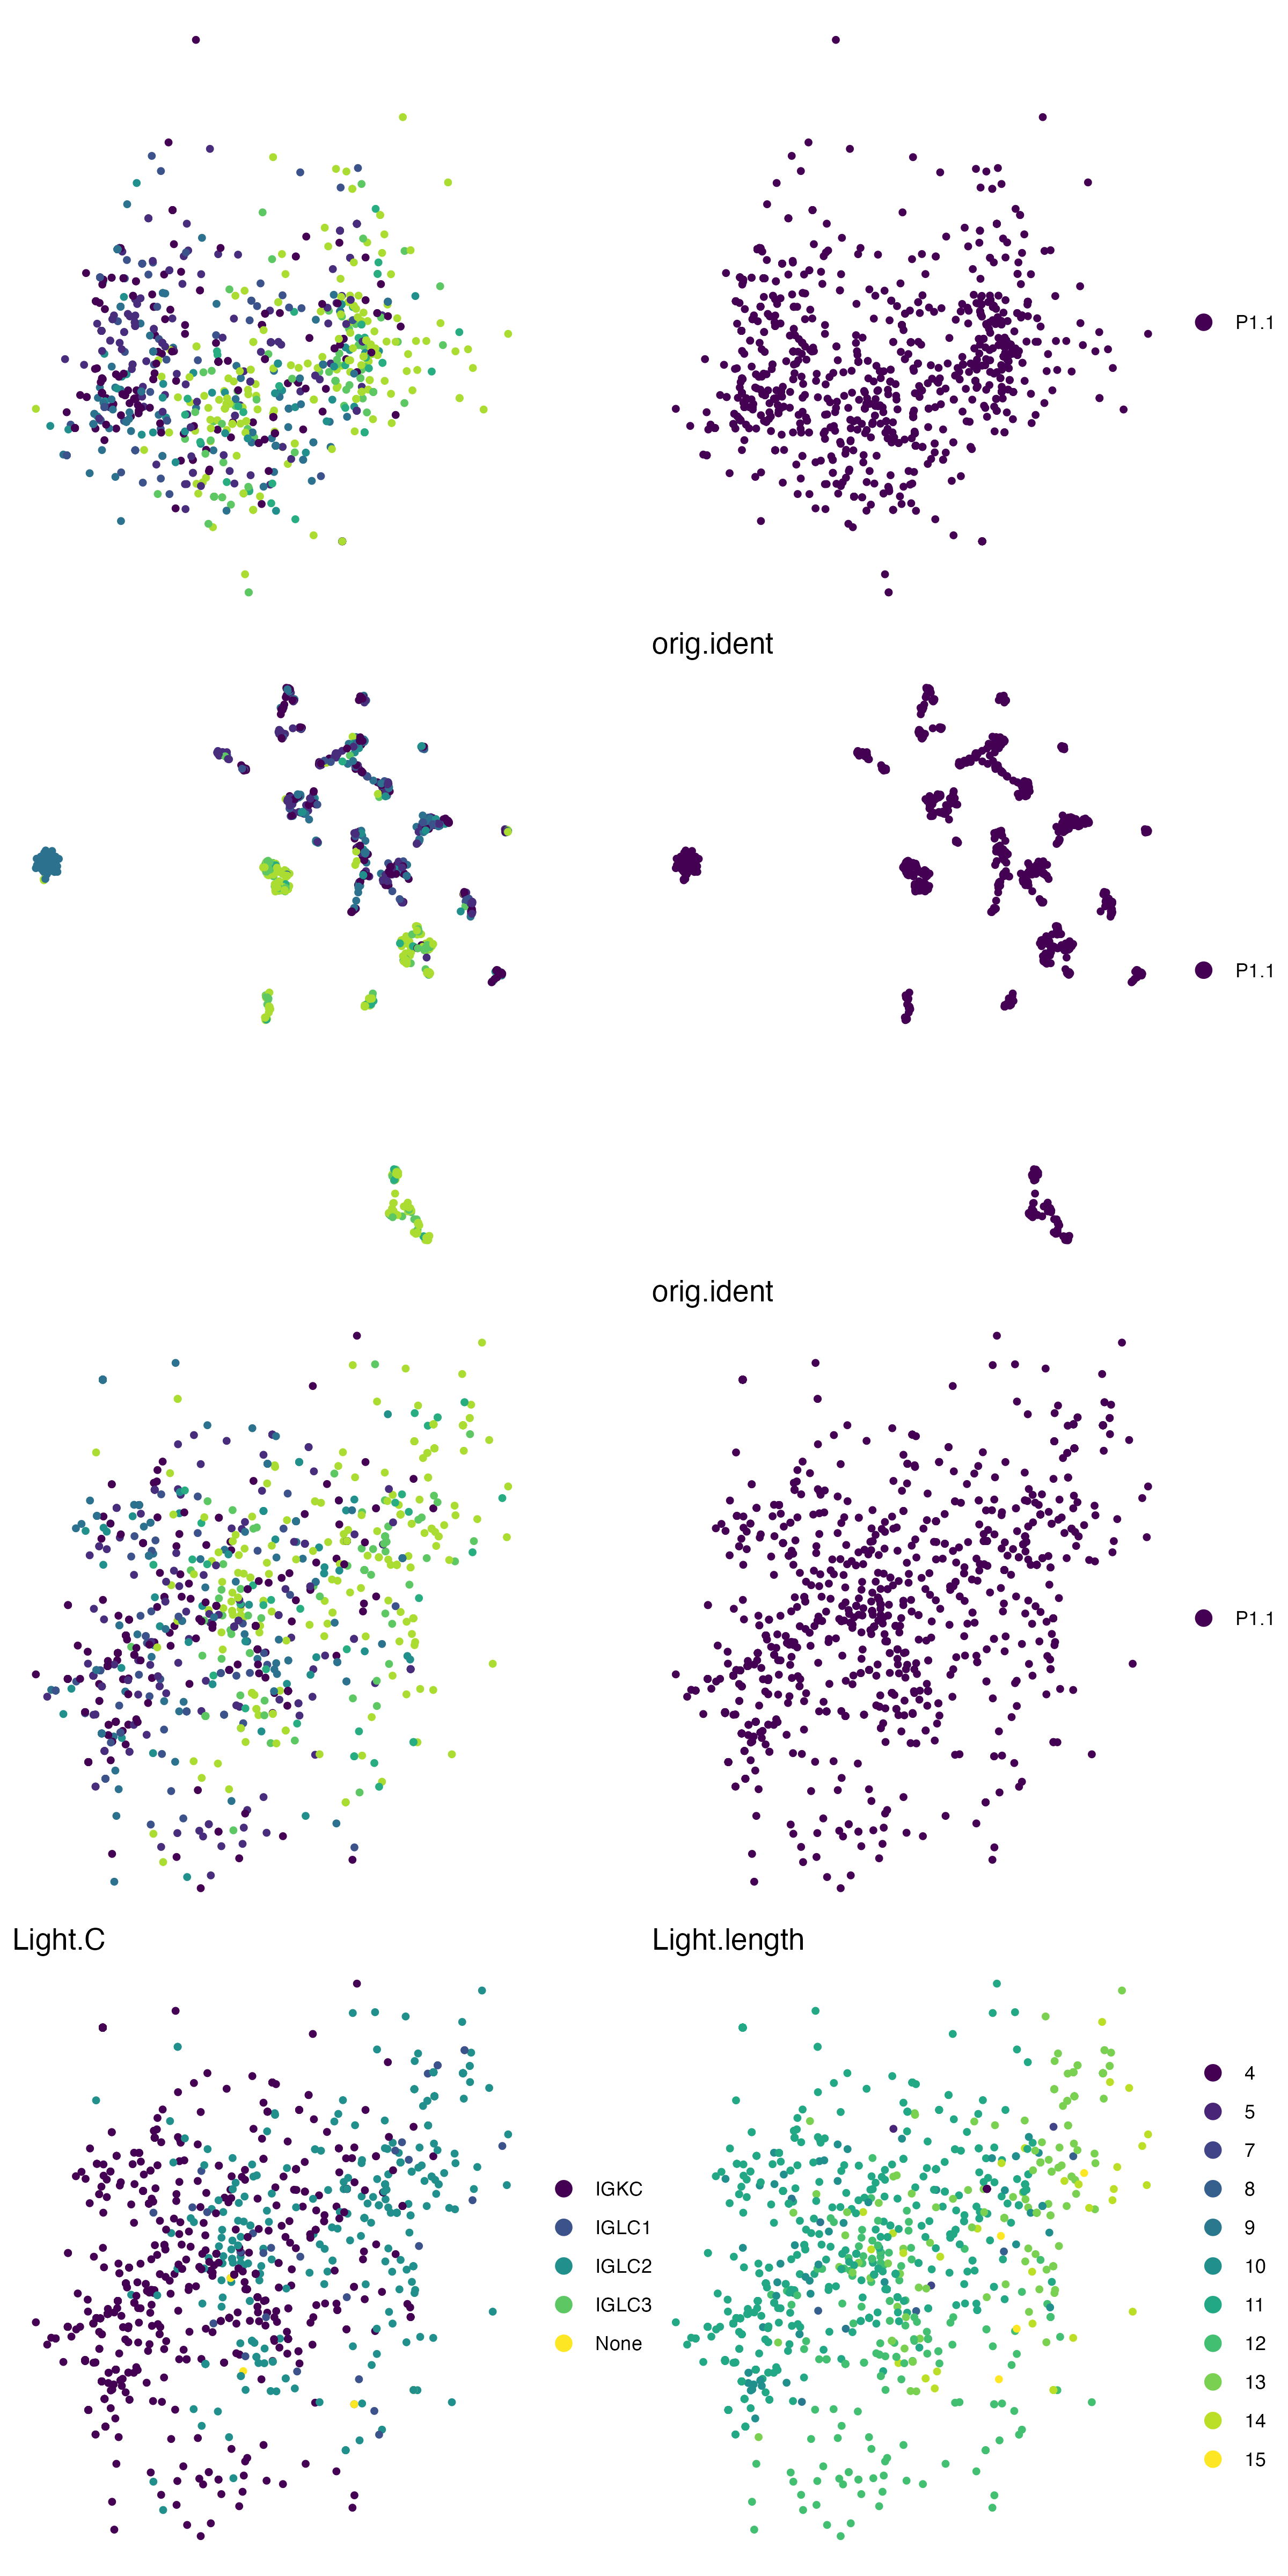 P1.1
orig.ident
P1.1
orig.ident
P1.1
Light.C
Light.length
IGKC
IGLC1
IGLC2
IGLC3
None
4
5
7
8
9
10
11
12
13
14
15